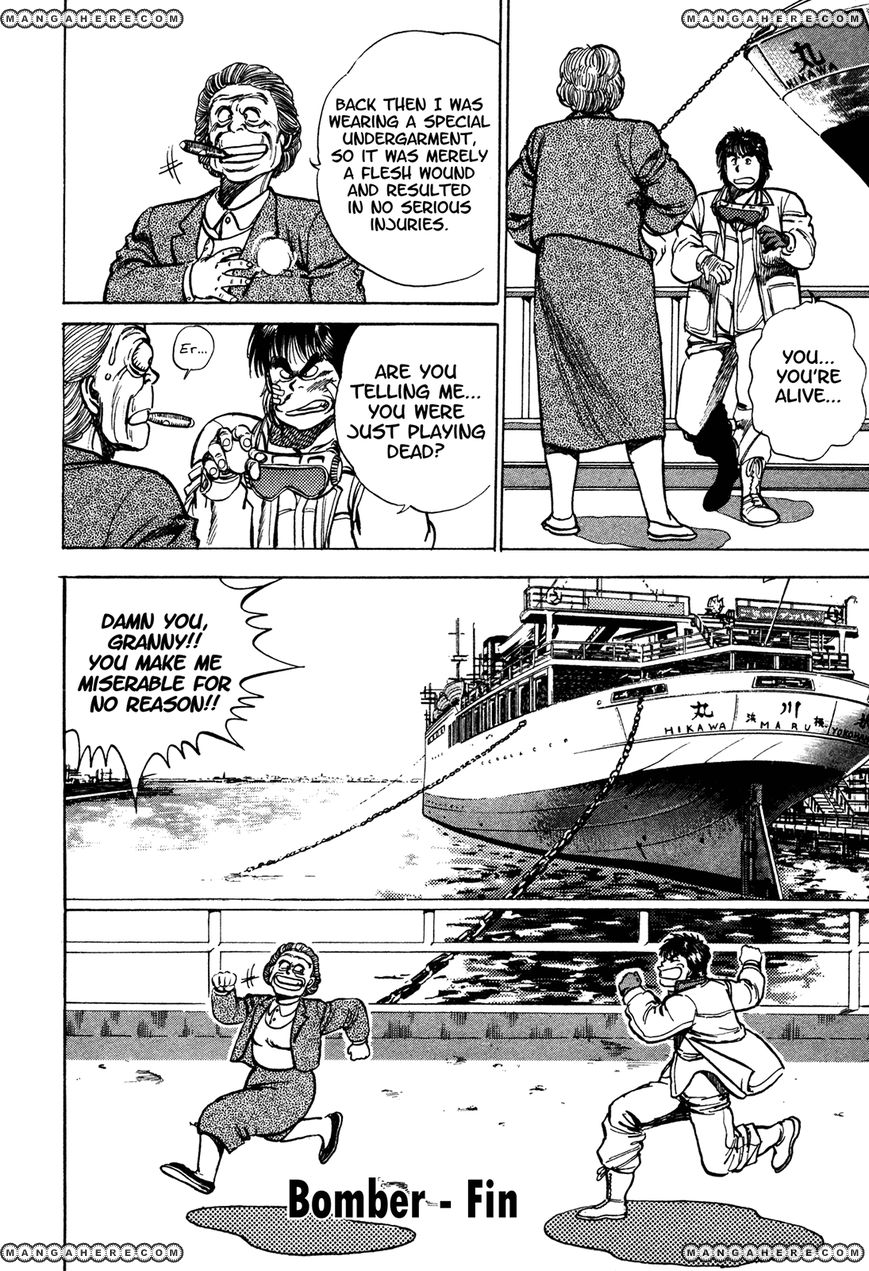 MANGAHERE.COM
MANGAHERE.COM
丸
HIKAWA
YOU...
YOU'RE
ALIVE...
BACK THEN I WAS
WEARING A SPECIAL
UNDERGARMENT,
SO IT WAS MERELY
A FLESH WOUND
AND RESULTED
IN NO SERIOUS
INJURIES.
ARE YOU
TELLING ME...
YOU WERE
JUST PLAYING
DEAD?
Er...
DAMN YOU,
GRANNY!!
YOU MAKE ME
MISERABLE FOR
NO REASON!!
丸 川
HIKAWA MARU
Bomber - Fin
MANGAHERE.COM
MANGAHERE.COM